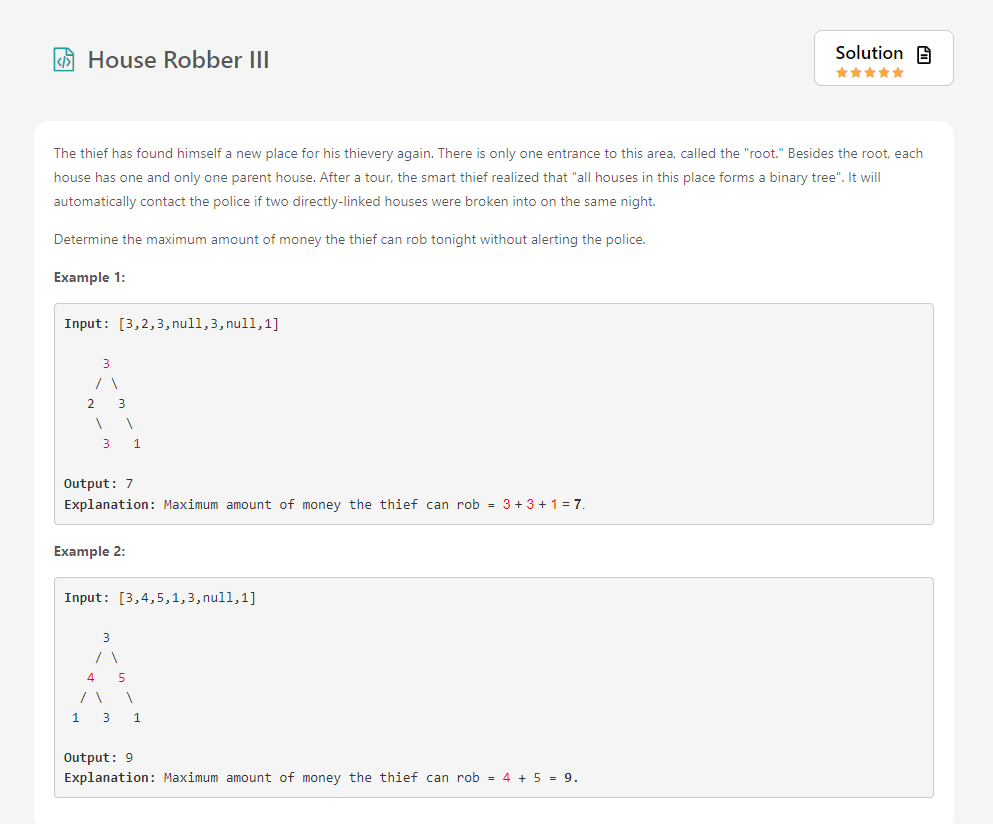 House Robber III
Solution
The thief has found himself a new place for his thievery again. There is only one entrance to this area, called the "root." Besides the root, each
house has one and only one parent house. After a tour, the smart thief realized that "all houses in this place forms a binary tree". It will
automatically contact the police if two directly-linked houses were broken into on the same night.
Determine the maximum amount of money the thief can rob tonight without alerting the police.
Example 1:
Input: [3,2,3,null,3,null,1]
3
/ \
2 3
\ \
3 1
Output: 7
Explanation: Maximum amount of money the thief can rob = 3 + 3 + 1 = 7.
Example 2:
Input: [3,4,5,1,3,null,1]
3
/ \
4 5
/ \ \
1 3 1
Output: 9
Explanation: Maximum amount of money the thief can rob = 4 + 5 = 9.